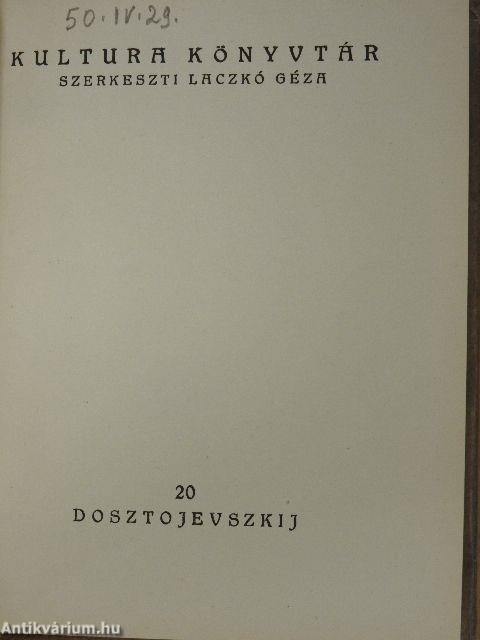 50.IV.29.
KULTURA KÖNYVTÁR
SZERKESZTI LACZKÓ GÉZA
20
DOSZTOJEVSZKIJ
Antikvárium.hu